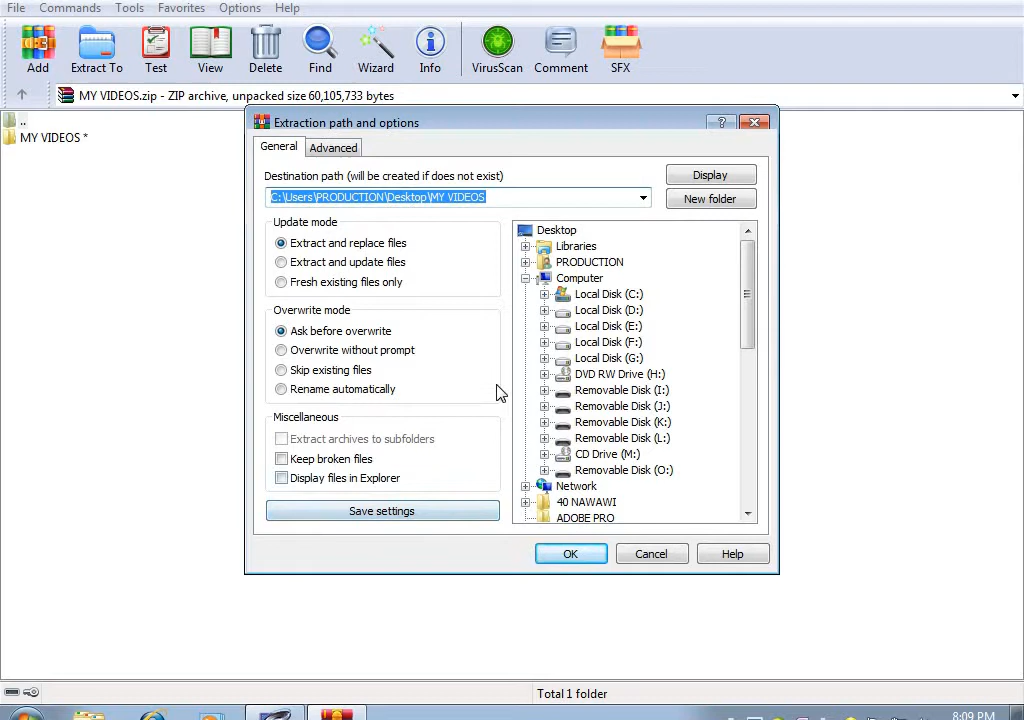 File Commands Tools Favorites Options Help
Add Extract To Test View Delete Find Wizard Info VirusScan Comment SFX
MY VIDEOS.zip - ZIP archive, unpacked size 60,105,733 bytes
..
MY VIDEOS *
Extraction path and options
General Advanced
Destination path (will be created if does not exist)
Display
C:\Users\PRODUCTION\Desktop\MY VIDEOS
New folder
Update mode
Extract and replace files
Extract and update files
Fresh existing files only
Overwrite mode
Ask before overwrite
Overwrite without prompt
Skip existing files
Rename automatically
Miscellaneous
Extract archives to subfolders
Keep broken files
Display files in Explorer
Save settings
Desktop
Libraries
PRODUCTION
Computer
Local Disk (C:)
Local Disk (D:)
Local Disk (E:)
Local Disk (F:)
Local Disk (G:)
DVD RW Drive (H:)
Removable Disk (I:)
Removable Disk (J:)
Removable Disk (K:)
Removable Disk (L:)
CD Drive (M:)
Removable Disk (O:)
Network
40 NAWAWI
ADOBE PRO
OK Cancel Help
Total 1 folder
8:09 PM